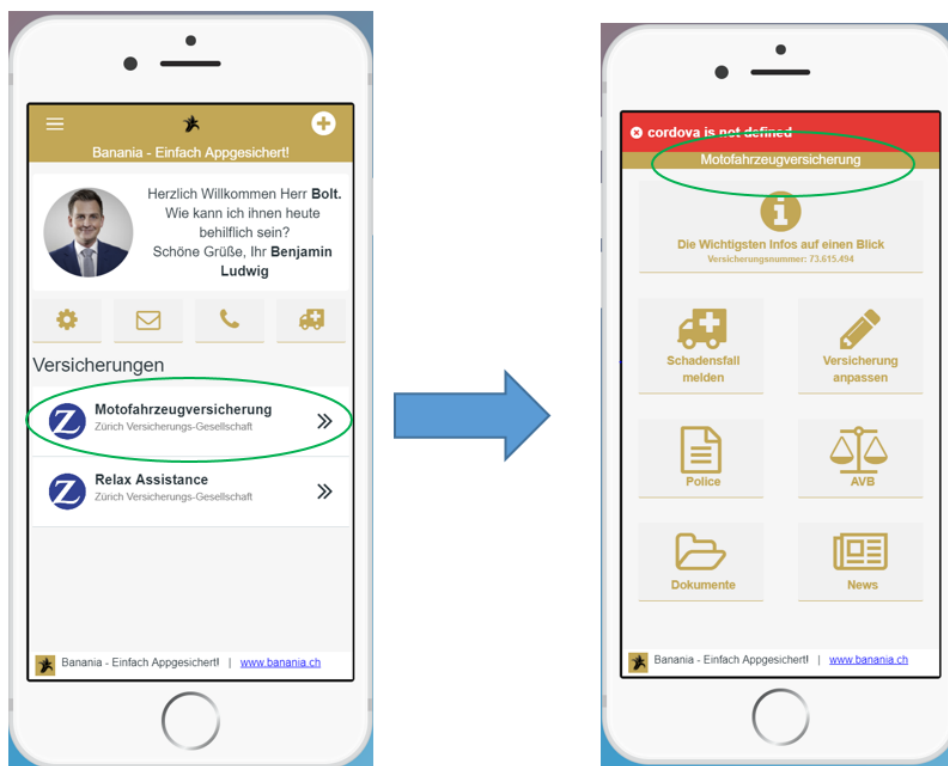 Banania - Einfach Appgesichert!
Herzlich Willkommen Herr Bolt.
Wie kann ich ihnen heute
behilflich sein?
Schöne Grüße, Ihr Benjamin
Ludwig
Versicherungen
Motofahrzeugversicherung
Zürich Versicherungs-Gesellschaft
Relax Assistance
Zürich Versicherungs-Gesellschaft
Banania - Einfach Appgesichert! | www.banania.ch
cordova is not defined
Motofahrzeugversicherung
Die Wichtigsten Infos auf einen Blick
Versicherungsnummer: 73.615.494
Schadensfall
melden
Versicherung
anpassen
Police
AVB
Dokumente
News
Banania - Einfach Appgesichert! | www.banania.ch